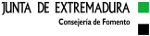 JUNTA DE EXTREMADURA
Consejería de Fomento